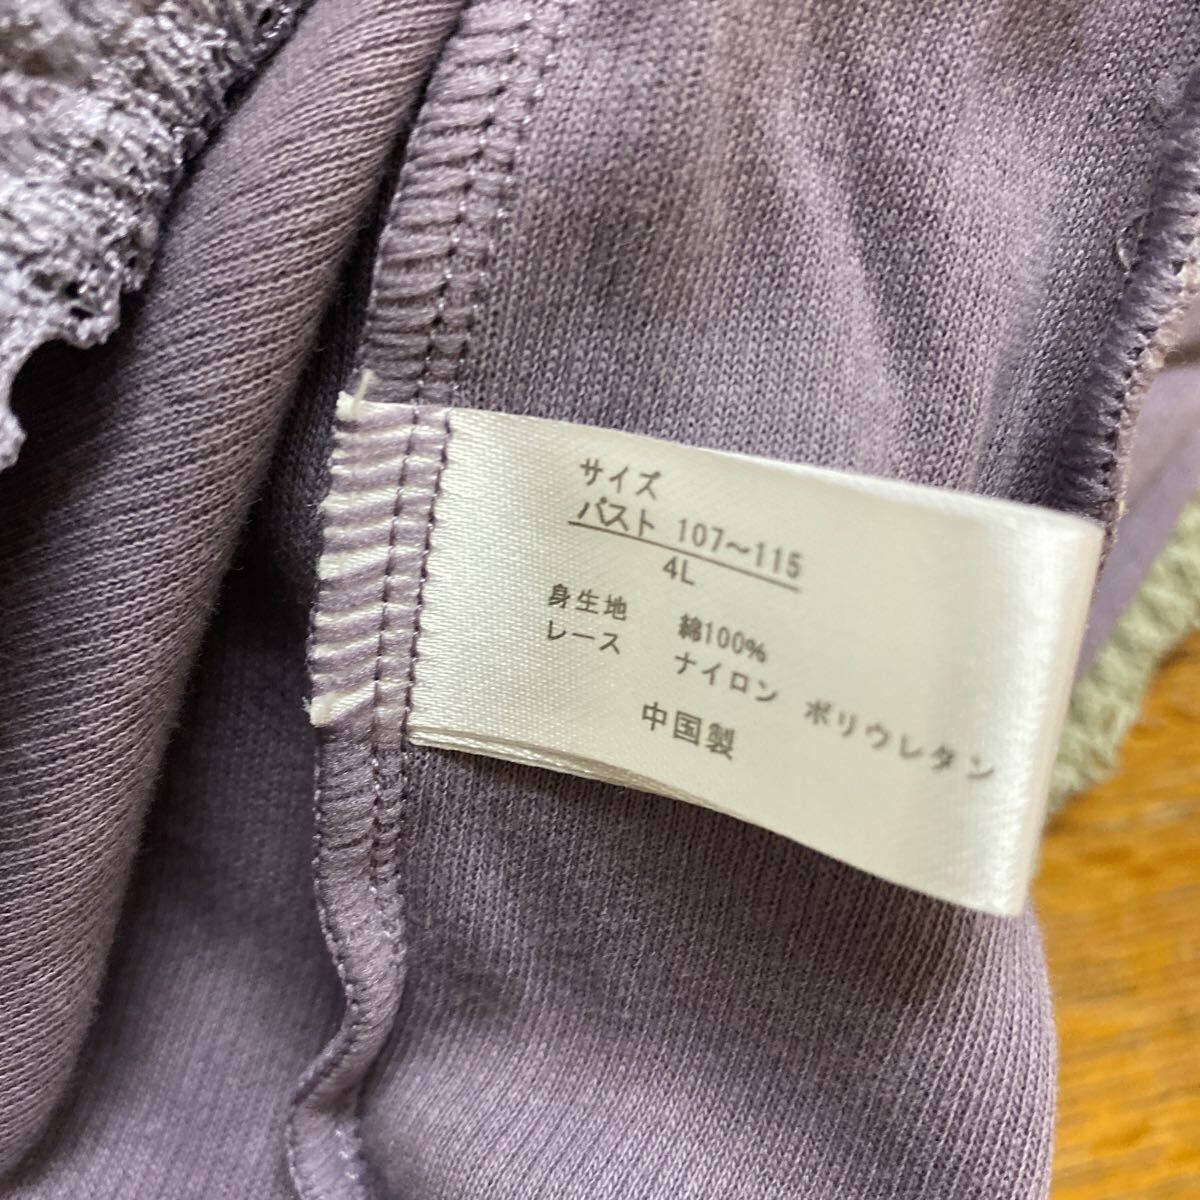 サイズ
バスト 107〜115
4L
身生地 綿100%
レース ナイロン ポリウレタン
中国製